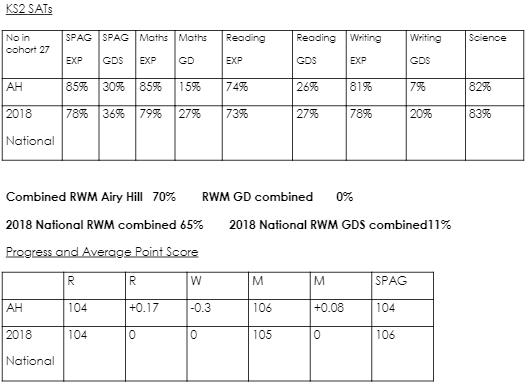 KS2 SATs
No in cohort 27 SPAG EXP SPAG GDS Maths EXP Maths GD Reading EXP Reading GDS Writing EXP Writing GDS Science
AH 85% 30% 85% 15% 74% 26% 81% 7% 82%
2018 National 78% 36% 79% 27% 73% 27% 78% 20% 83%
Combined RWM Airy Hill 70% RWM GD combined 0%
2018 National RWM combined 65% 2018 National RWM GDS combined11%
Progress and Average Point Score
R R W M M SPAG
AH 104 +0.17 -0.3 106 +0.08 104
2018 National 104 0 0 105 0 106